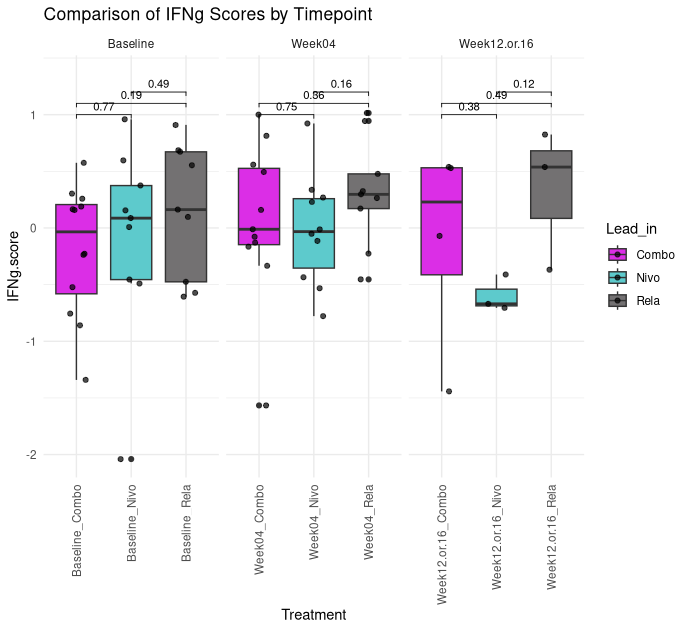 Comparison of IFNg Scores by Timepoint
Baseline
Week04
Week12.or.16
0.49
0.19
0.77
0.16
0.36
0.75
0.12
0.49
0.38
1
0
-1
-2
IFNg.score
Lead_in
Combo
Nivo
Rela
Baseline_Combo
Baseline_Nivo
Baseline_Rela
Week04_Combo
Week04_Nivo
Week04_Rela
Week12.or.16_Combo
Week12.or.16_Nivo
Week12.or.16_Rela
Treatment